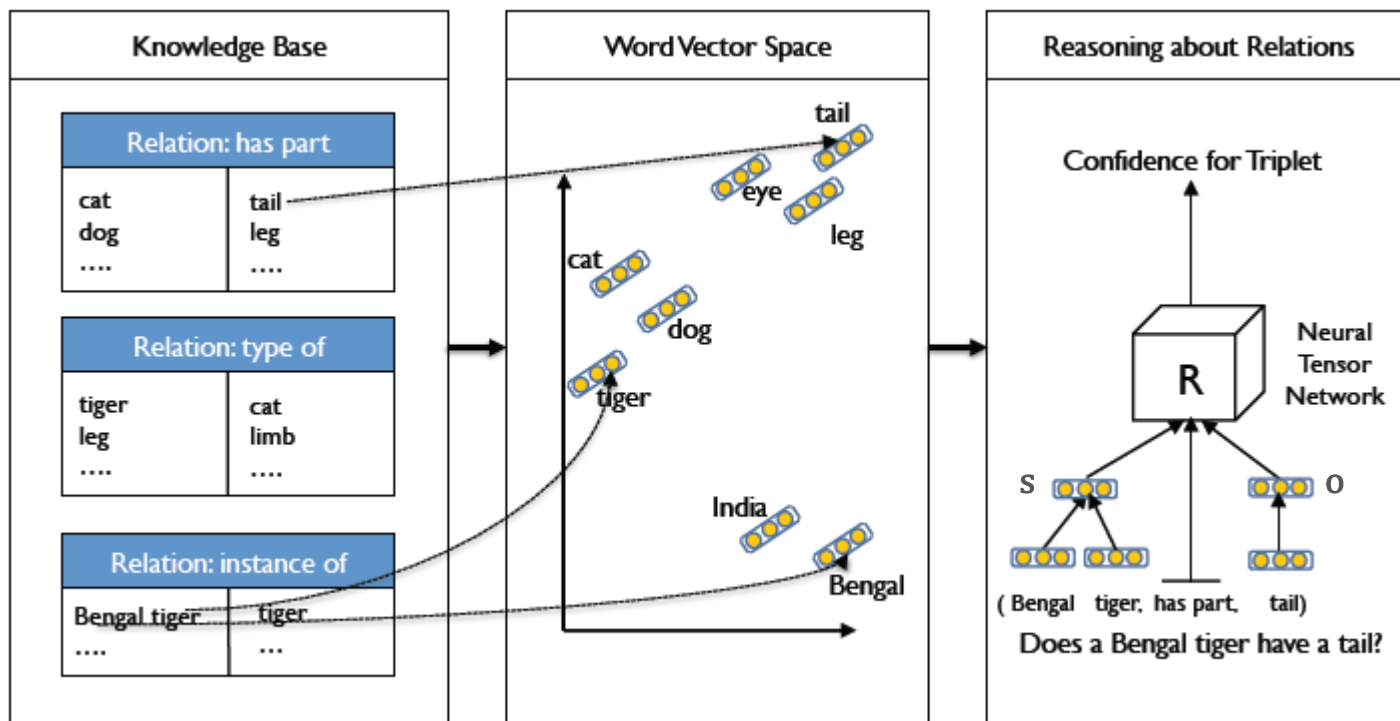 Knowledge Base
Relation: has part
cat tail
dog leg
.... ....
Relation: type of
tiger cat
leg limb
.... ....
Relation: instance of
Bengal tiger tiger
.... ...
Word Vector Space
tail
eye
leg
cat
dog
tiger
India
Bengal
Reasoning about Relations
Confidence for Triplet
R
Neural
Tensor
Network
S O
( Bengal tiger, has part, tail)
Does a Bengal tiger have a tail?